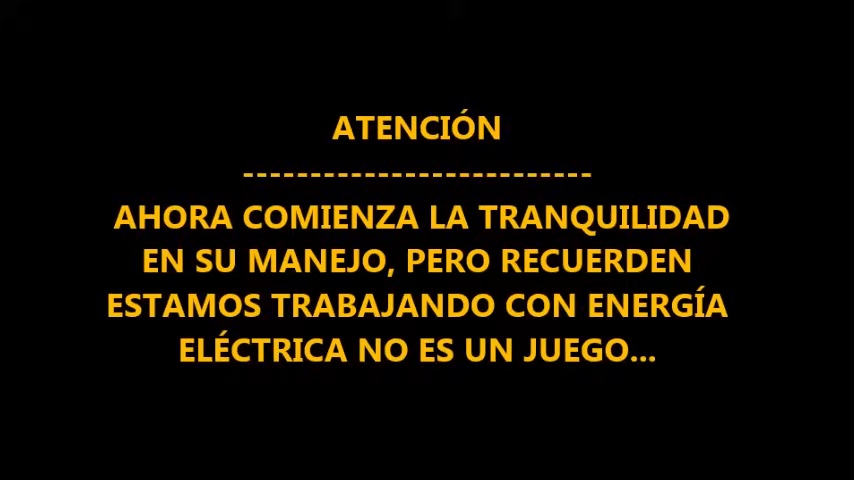 ATENCIÓN
--------------------------
AHORA COMIENZA LA TRANQUILIDAD
EN SU MANEJO, PERO RECUERDEN
ESTAMOS TRABAJANDO CON ENERGÍA
ELÉCTRICA NO ES UN JUEGO...